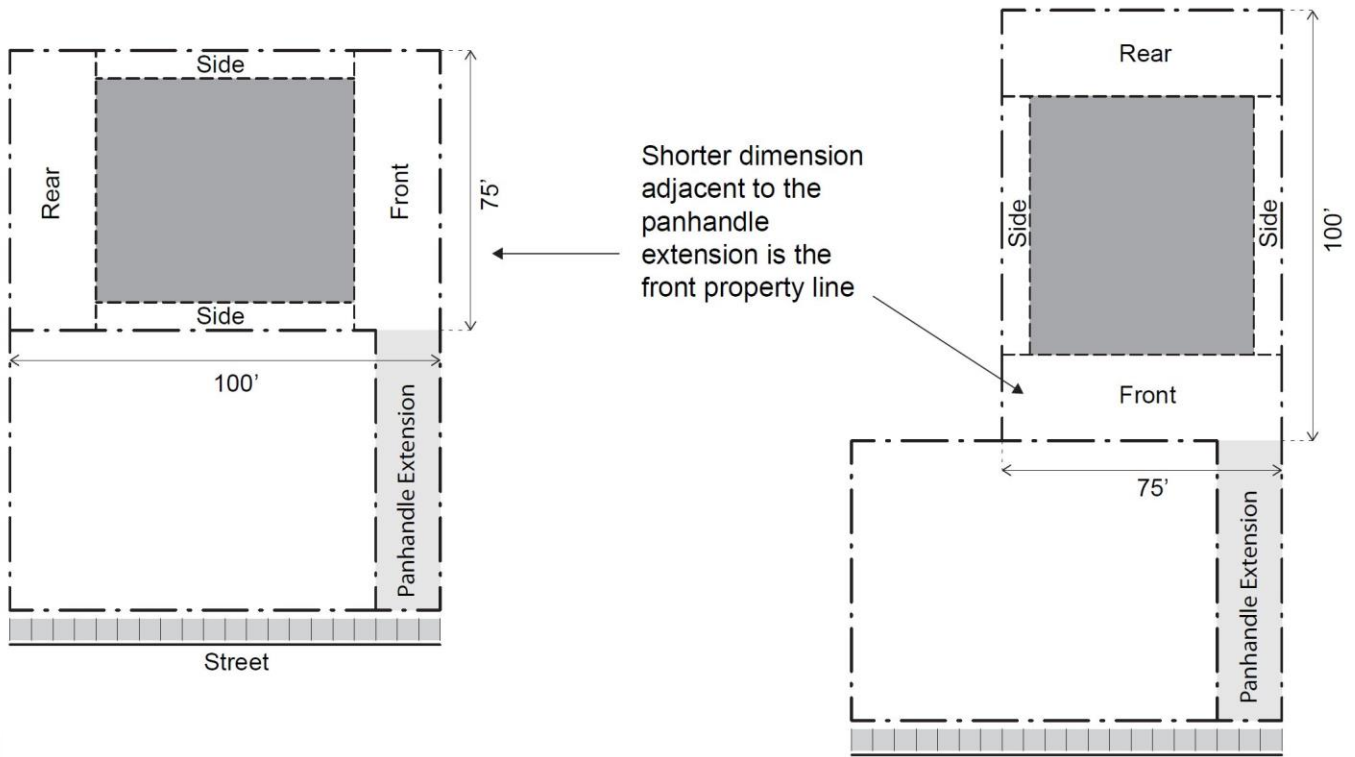 Side
Rear
Front
75'
Side
100'
Panhandle Extension
Street
Shorter dimension
adjacent to the
panhandle
extension is the
front property line
Rear
Side
Side
100'
Front
75'
Panhandle Extension